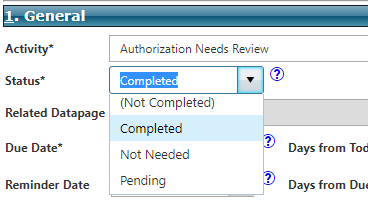 1. General
Activity* Authorization Needs Review
Status* Completed ?
(Not Completed)
Related Datapage
Completed
Due Date* Not Needed ? Days from Tod
Reminder Date Pending ? Days from Due